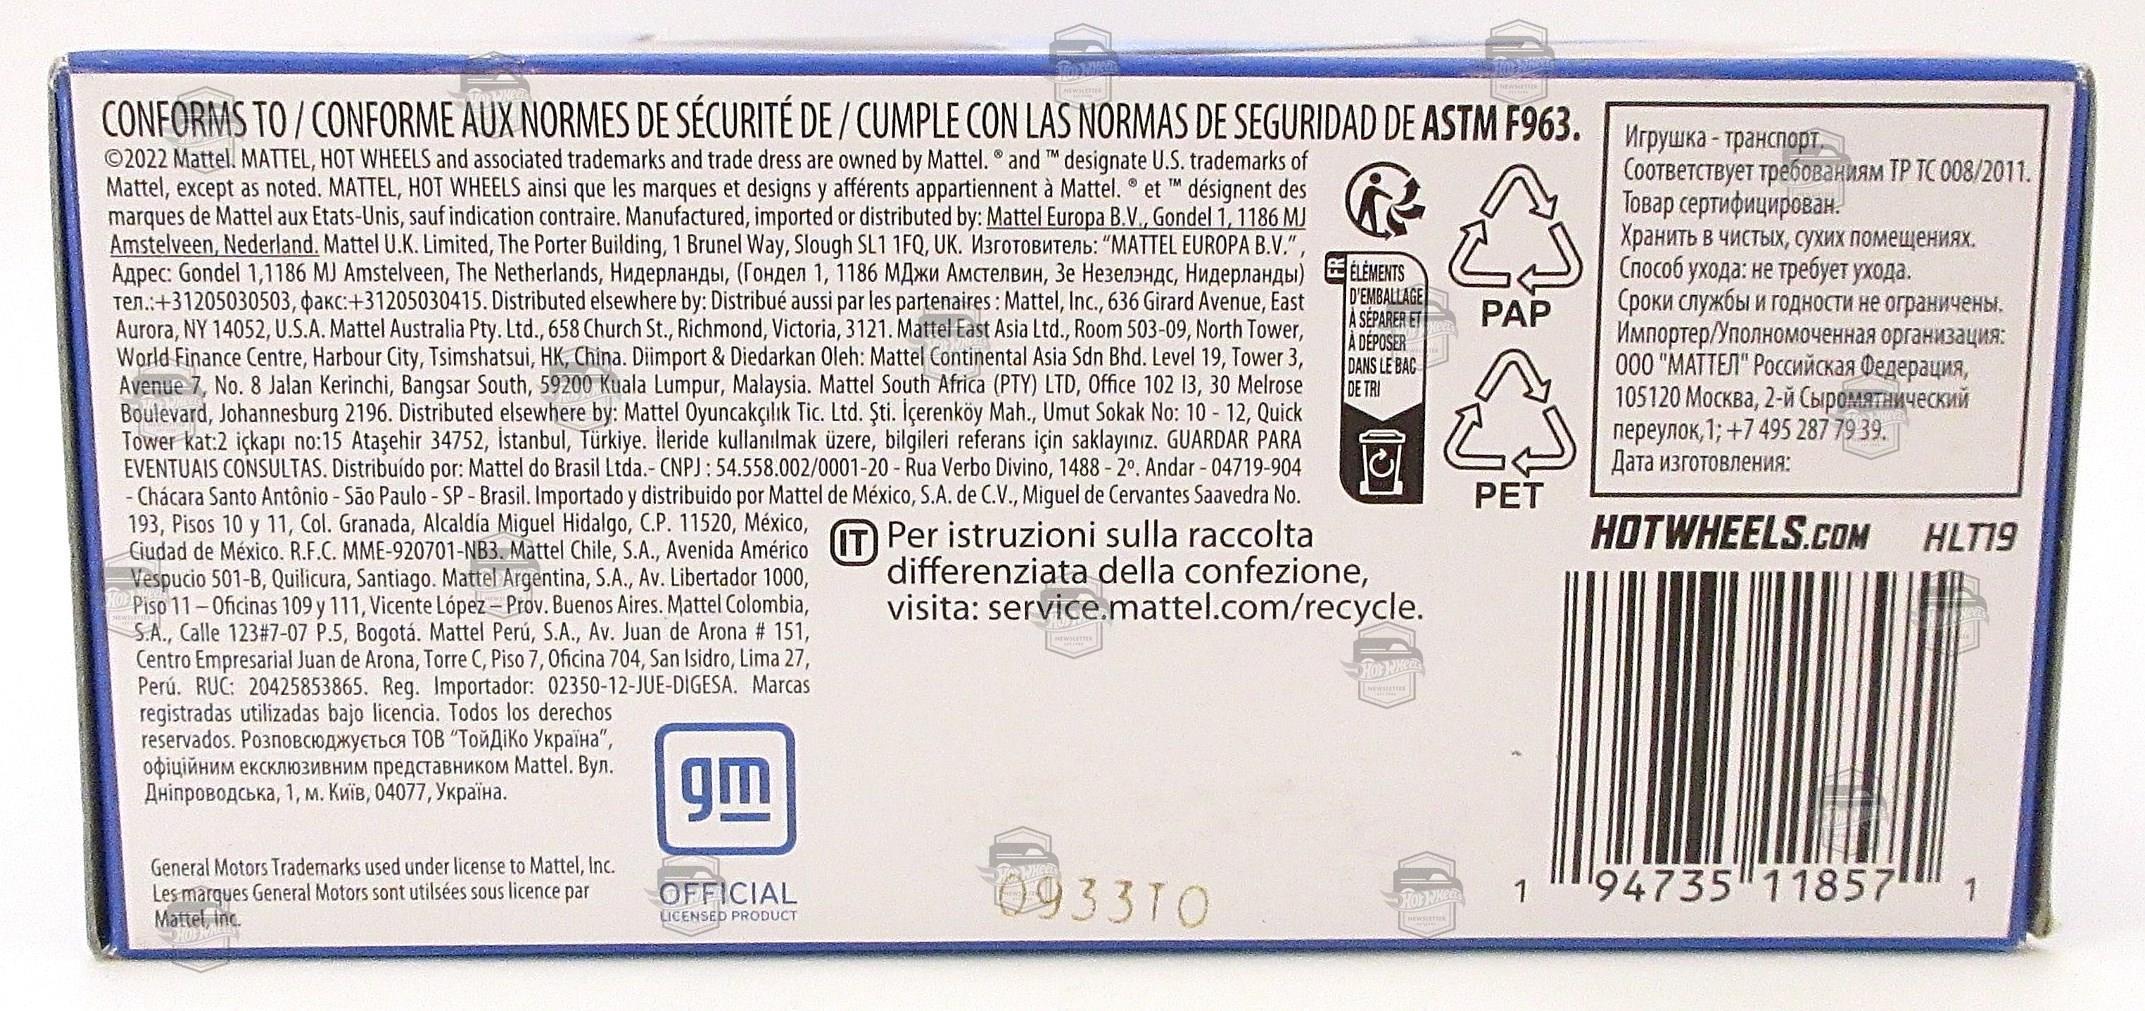 CONFORMS TO / CONFORME AUX NORMES DE SÉCURITÉ DE / CUMPLE CON LAS NORMAS DE SEGURIDAD DE ASTM F963.
©2022 Mattel. MATTEL, HOT WHEELS and associated trademarks and trade dress are owned by Mattel. ® and ™ designate U.S. trademarks of
Mattel, except as noted. MATTEL, HOT WHEELS ainsi que les marques et designs y afférents appartiennent à Mattel. ® et ™ désignent des
marques de Mattel aux Etats-Unis, sauf indication contraire. Manufactured, imported or distributed by: Mattel Europa B.V., Gondel 1, 1186 MJ
Amstelveen, Nederland. Mattel U.K. Limited, The Porter Building, 1 Brunel Way, Slough SL1 1FQ, UK. Изготовитель: “MATTEL EUROPA B.V.”,
Адрес: Gondel 1,1186 MJ Amstelveen, The Netherlands, Нидерланды, (Гондел 1, 1186 МДжи Амстелвин, Зе Незелэндс, Нидерланды)
тел.:+31205030503, факс:+31205030415. Distributed elsewhere by: Distribué aussi par les partenaires : Mattel, Inc., 636 Girard Avenue, East
Aurora, NY 14052, U.S.A. Mattel Australia Pty. Ltd., 658 Church St., Richmond, Victoria, 3121. Mattel East Asia Ltd., Room 503-09, North Tower,
World Finance Centre, Harbour City, Tsimshatsui, HK, China. Diimport & Diedarkan Oleh: Mattel Continental Asia Sdn Bhd. Level 19, Tower 3,
Avenue 7, No. 8 Jalan Kerinchi, Bangsar South, 59200 Kuala Lumpur, Malaysia. Mattel South Africa (PTY) LTD, Office 102 I3, 30 Melrose
Boulevard, Johannesburg 2196. Distributed elsewhere by: Mattel Oyuncakçılık Tic. Ltd. Şti. İçerenköy Mah., Umut Sokak No: 10 - 12, Quick
Tower kat:2 içkapı no:15 Ataşehir 34752, İstanbul, Türkiye. İleride kullanılmak üzere, bilgileri referans için saklayınız. GUARDAR PARA
EVENTUAIS CONSULTAS. Distribuído por: Mattel do Brasil Ltda.- CNPJ : 54.558.002/0001-20 - Rua Verbo Divino, 1488 - 2º. Andar - 04719-904
- Chácara Santo Antônio - São Paulo - SP - Brasil. Importado y distribuido por Mattel de México, S.A. de C.V., Miguel de Cervantes Saavedra No.
193, Pisos 10 y 11, Col. Granada, Alcaldía Miguel Hidalgo, C.P. 11520, México,
Ciudad de México. R.F.C. MME-920701-NB3. Mattel Chile, S.A., Avenida Américo
Vespucio 501-B, Quilicura, Santiago. Mattel Argentina, S.A., Av. Libertador 1000,
Piso 11 – Oficinas 109 y 111, Vicente López – Prov. Buenos Aires. Mattel Colombia,
S.A., Calle 123#7-07 P.5, Bogotá. Mattel Perú, S.A., Av. Juan de Arona # 151,
Centro Empresarial Juan de Arona, Torre C, Piso 7, Oficina 704, San Isidro, Lima 27,
Perú. RUC: 20425853865. Reg. Importador: 02350-12-JUE-DIGESA. Marcas
registradas utilizadas bajo licencia. Todos los derechos
reservados. Розповсюджується ТОВ “ТойДіКо Україна”,
офіційним ексклюзивним представником Mattel. Вул.
Дніпроводська, 1, м. Київ, 04077, Україна.
General Motors Trademarks used under license to Mattel, Inc.
Les marques General Motors sont utilsées sous licence par
Mattel, Inc.
gm
OFFICIAL
LICENSED PRODUCT
FR
ÉLÉMENTS
D'EMBALLAGE
À SÉPARER ET
À DÉPOSER
DANS LE BAC
DE TRI
PAP
PET
IT Per istruzioni sulla raccolta
differenziata della confezione,
visita: service.mattel.com/recycle.
0933TO
Игрушка - транспорт.
Соответствует требованиям ТР ТС 008/2011.
Товар сертифицирован.
Хранить в чистых, сухих помещениях.
Способ ухода: не требует ухода.
Сроки службы и годности не ограничены.
Импортер/Уполномоченная организация:
ООО "МАТТЕЛ" Российская Федерация,
105120 Москва, 2-й Сыромятнический
переулок,1; +7 495 287 79 39.
Дата изготовления:
HOTWHEELS.COM HLT19
1 94735 11857 1
Hot Wheels
NEWSLETTER